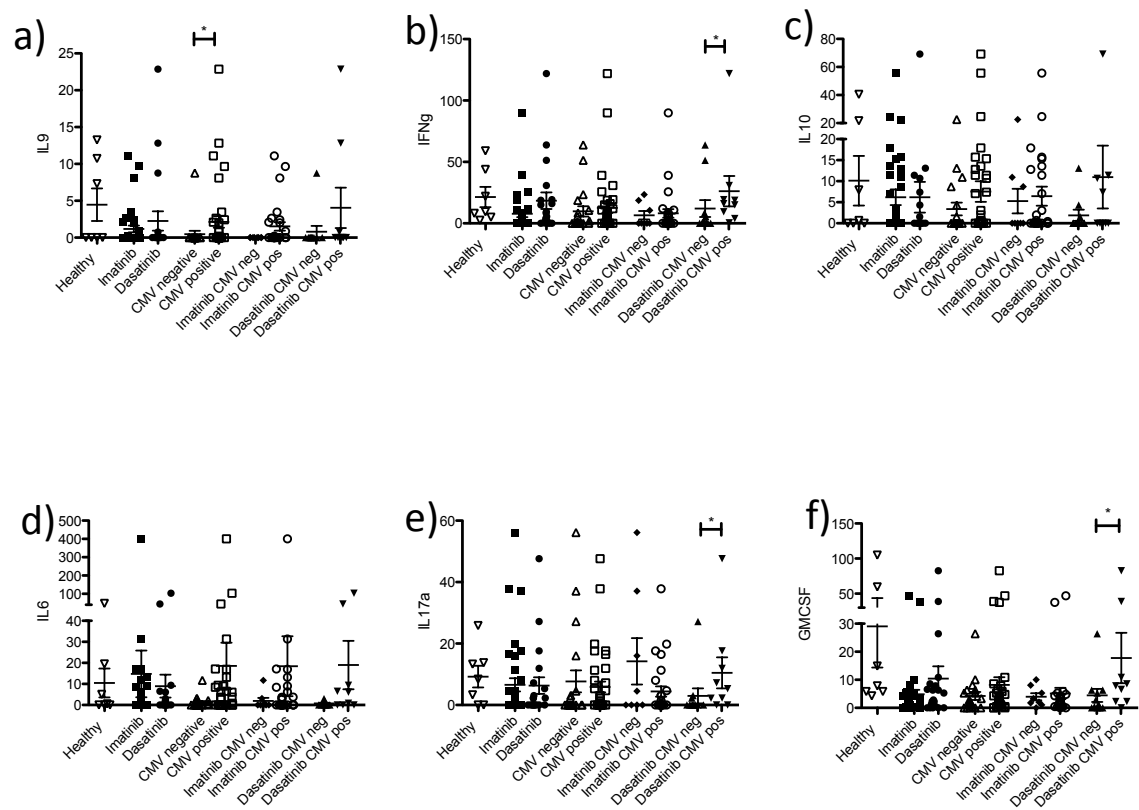 a)
*
25
20
15
10
5
0
IL9
Healthy
Imatinib
Dasatinib
CMV negative
CMV positive
Imatinib CMV neg
Imatinib CMV pos
Dasatinib CMV neg
Dasatinib CMV pos
b)
*
150
100
50
0
IFNg
Healthy
Imatinib
Dasatinib
CMV negative
CMV positive
Imatinib CMV neg
Imatinib CMV pos
Dasatinib CMV neg
Dasatinib CMV pos
c)
80
60
40
20
20
15
10
5
0
IL10
Healthy
Imatinib
Dasatinib
CMV negative
CMV positive
Imatinib CMV neg
Imatinib CMV pos
Dasatinib CMV neg
Dasatinib CMV pos
d)
500
400
300
200
100
40
30
20
10
0
IL6
Healthy
Imatinib
Dasatinib
CMV negative
CMV positive
Imatinib CMV neg
Imatinib CMV pos
Dasatinib CMV neg
Dasatinib CMV pos
e)
*
60
40
20
0
IL17a
Healthy
Imatinib
Dasatinib
CMV negative
CMV positive
Imatinib CMV neg
Imatinib CMV pos
Dasatinib CMV neg
Dasatinib CMV pos
f)
*
150
100
50
30
20
10
0
GMCSF
Healthy
Imatinib
Dasatinib
CMV negative
CMV positive
Imatinib CMV neg
Imatinib CMV pos
Dasatinib CMV neg
Dasatinib CMV pos